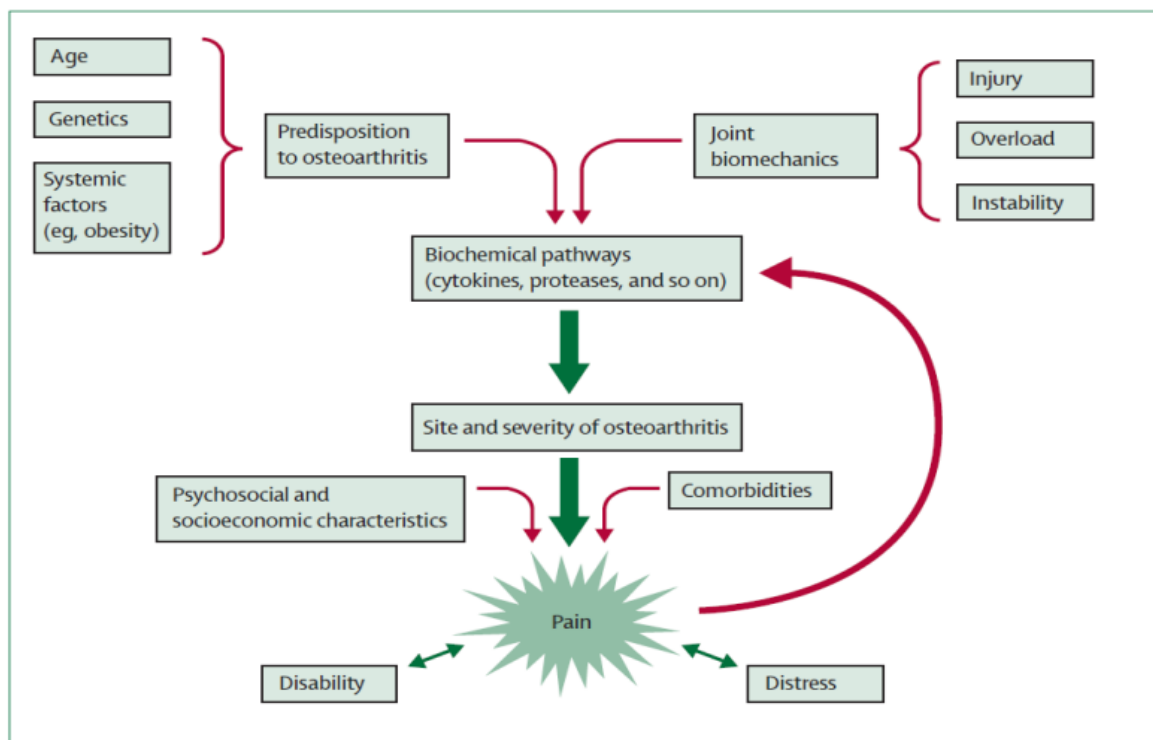 Age
Genetics
Systemic
factors
(eg, obesity)
Predisposition
to osteoarthritis
Joint
biomechanics
Injury
Overload
Instability
Biochemical pathways
(cytokines, proteases, and so on)
Site and severity of osteoarthritis
Psychosocial and
socioeconomic characteristics
Comorbidities
Pain
Disability
Distress